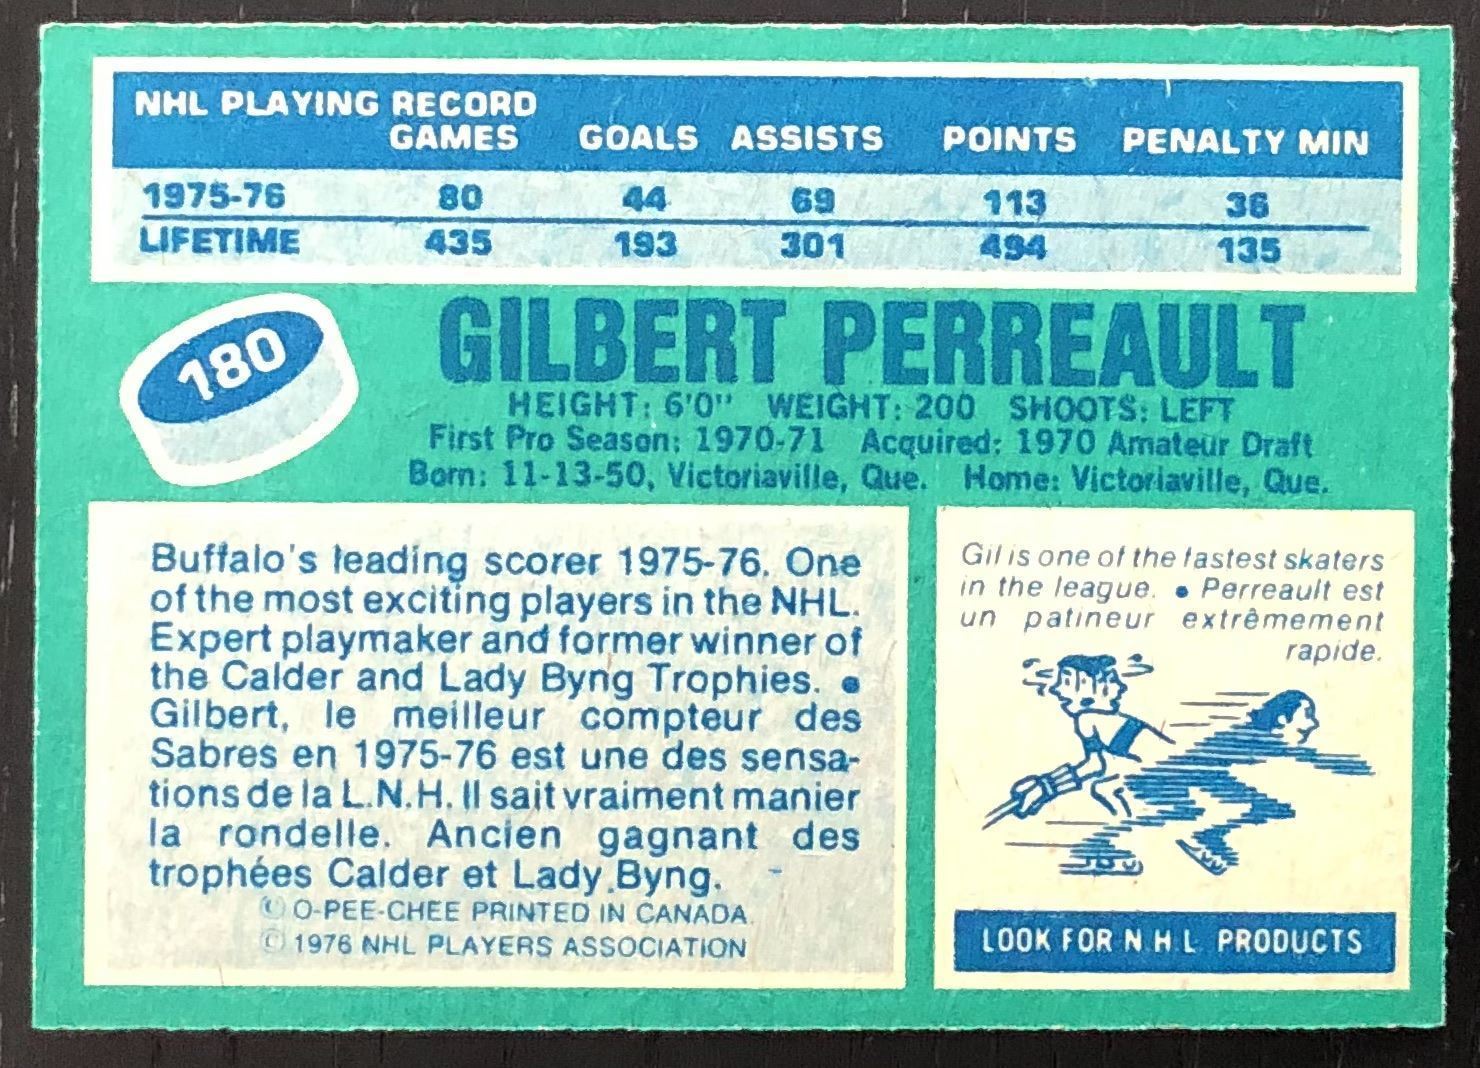 NHL PLAYING RECORD
GAMES GOALS ASSISTS POINTS PENALTY MIN
1975-76 80 44 69 113 36
LIFETIME 435 193 301 494 135
180
GILBERT PERREAULT
HEIGHT: 6'0" WEIGHT: 200 SHOOTS: LEFT
First Pro Season: 1970-71 Acquired: 1970 Amateur Draft
Born: 11-13-50, Victoriaville, Que. Home: Victoriaville, Que.
Buffalo's leading scorer 1975-76. One
of the most exciting players in the NHL.
Expert playmaker and former winner of
the Calder and Lady Byng Trophies. •
Gilbert, le meilleur compteur des
Sabres en 1975-76 est une des sensa-
tions de la L.N.H. Il sait vraiment manier
la rondelle. Ancien gagnant des
trophées Calder et Lady Byng.
© O-PEE-CHEE PRINTED IN CANADA
© 1976 NHL PLAYERS ASSOCIATION
Gil is one of the fastest skaters
in the league. • Perreault est
un patineur extrêmement
rapide.
LOOK FOR N H L PRODUCTS